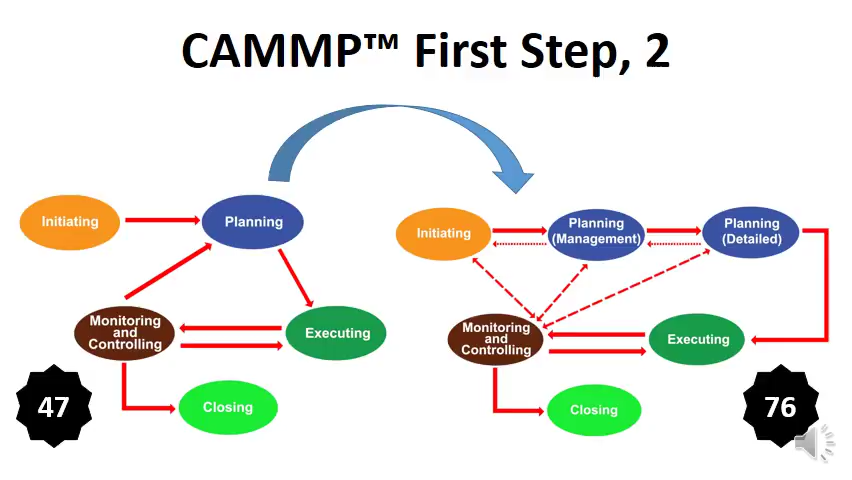 CAMMP™ First Step, 2
Initiating
Planning
Monitoring
and
Controlling
Executing
Closing
47
Initiating
Planning
(Management)
Planning
(Detailed)
Monitoring
and
Controlling
Executing
Closing
76